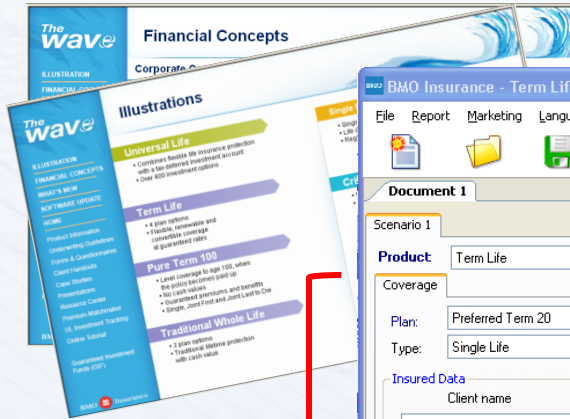 The
wave
Financial Concepts
ILLUSTRATION
Corporate
The
wave
Illustrations
ILLUSTRATION
FINANCIAL CONCEPTS
WHAT'S NEW
SOFTWARE UPDATE
HOME
Product Information
Underwriting Guidelines
Forms & Questionnaires
Client Handouts
Case Studies
Presentations
Resource Center
Premium Matchmaker
UL Investment Tracking
Online Tutorial
Guaranteed Investment
Funds (GIF)
BMO Insurance
Universal Life
• Combines flexible life insurance protection
with a tax-deferred investment account
• Over 400 investment options
Term Life
• 4 plan options
• Flexible, renewable and
convertible coverage
at guaranteed rates
Pure Term 100
• Level coverage to age 100, when
the policy becomes paid up
• No cash values
• Guaranteed premiums and benefits
• Single, Joint First and Joint Last to Die
Traditional Whole Life
• 3 plan options
• Traditional lifetime protection
with cash value
Single
BMO Insurance - Term Lif
File Report Marketing Langu
Document 1
Scenario 1
Product Term Life
Coverage
Plan: Preferred Term 20
Type: Single Life
Insured Data
Client name